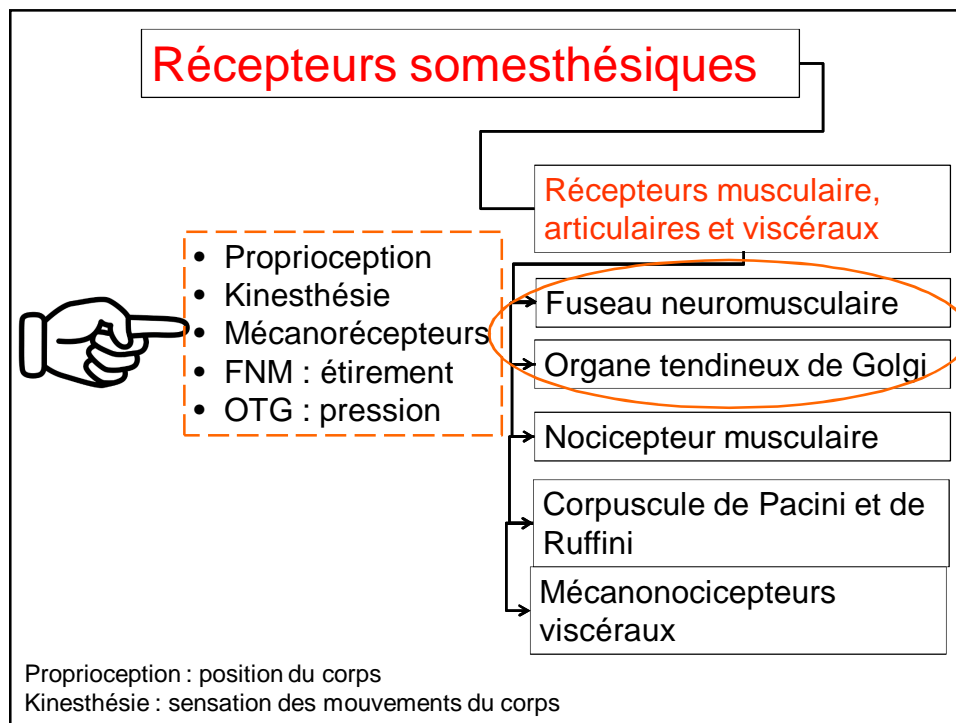 Récepteurs somesthésiques
Récepteurs musculaire,
articulaires et viscéraux
• Proprioception
• Kinesthésie
• Mécanorécepteurs
• FNM : étirement
• OTG : pression
Fuseau neuromusculaire
Organe tendineux de Golgi
Nocicepteur musculaire
Corpuscule de Pacini et de
Ruffini
Mécanonocicepteurs
viscéraux
Proprioception : position du corps
Kinesthésie : sensation des mouvements du corps